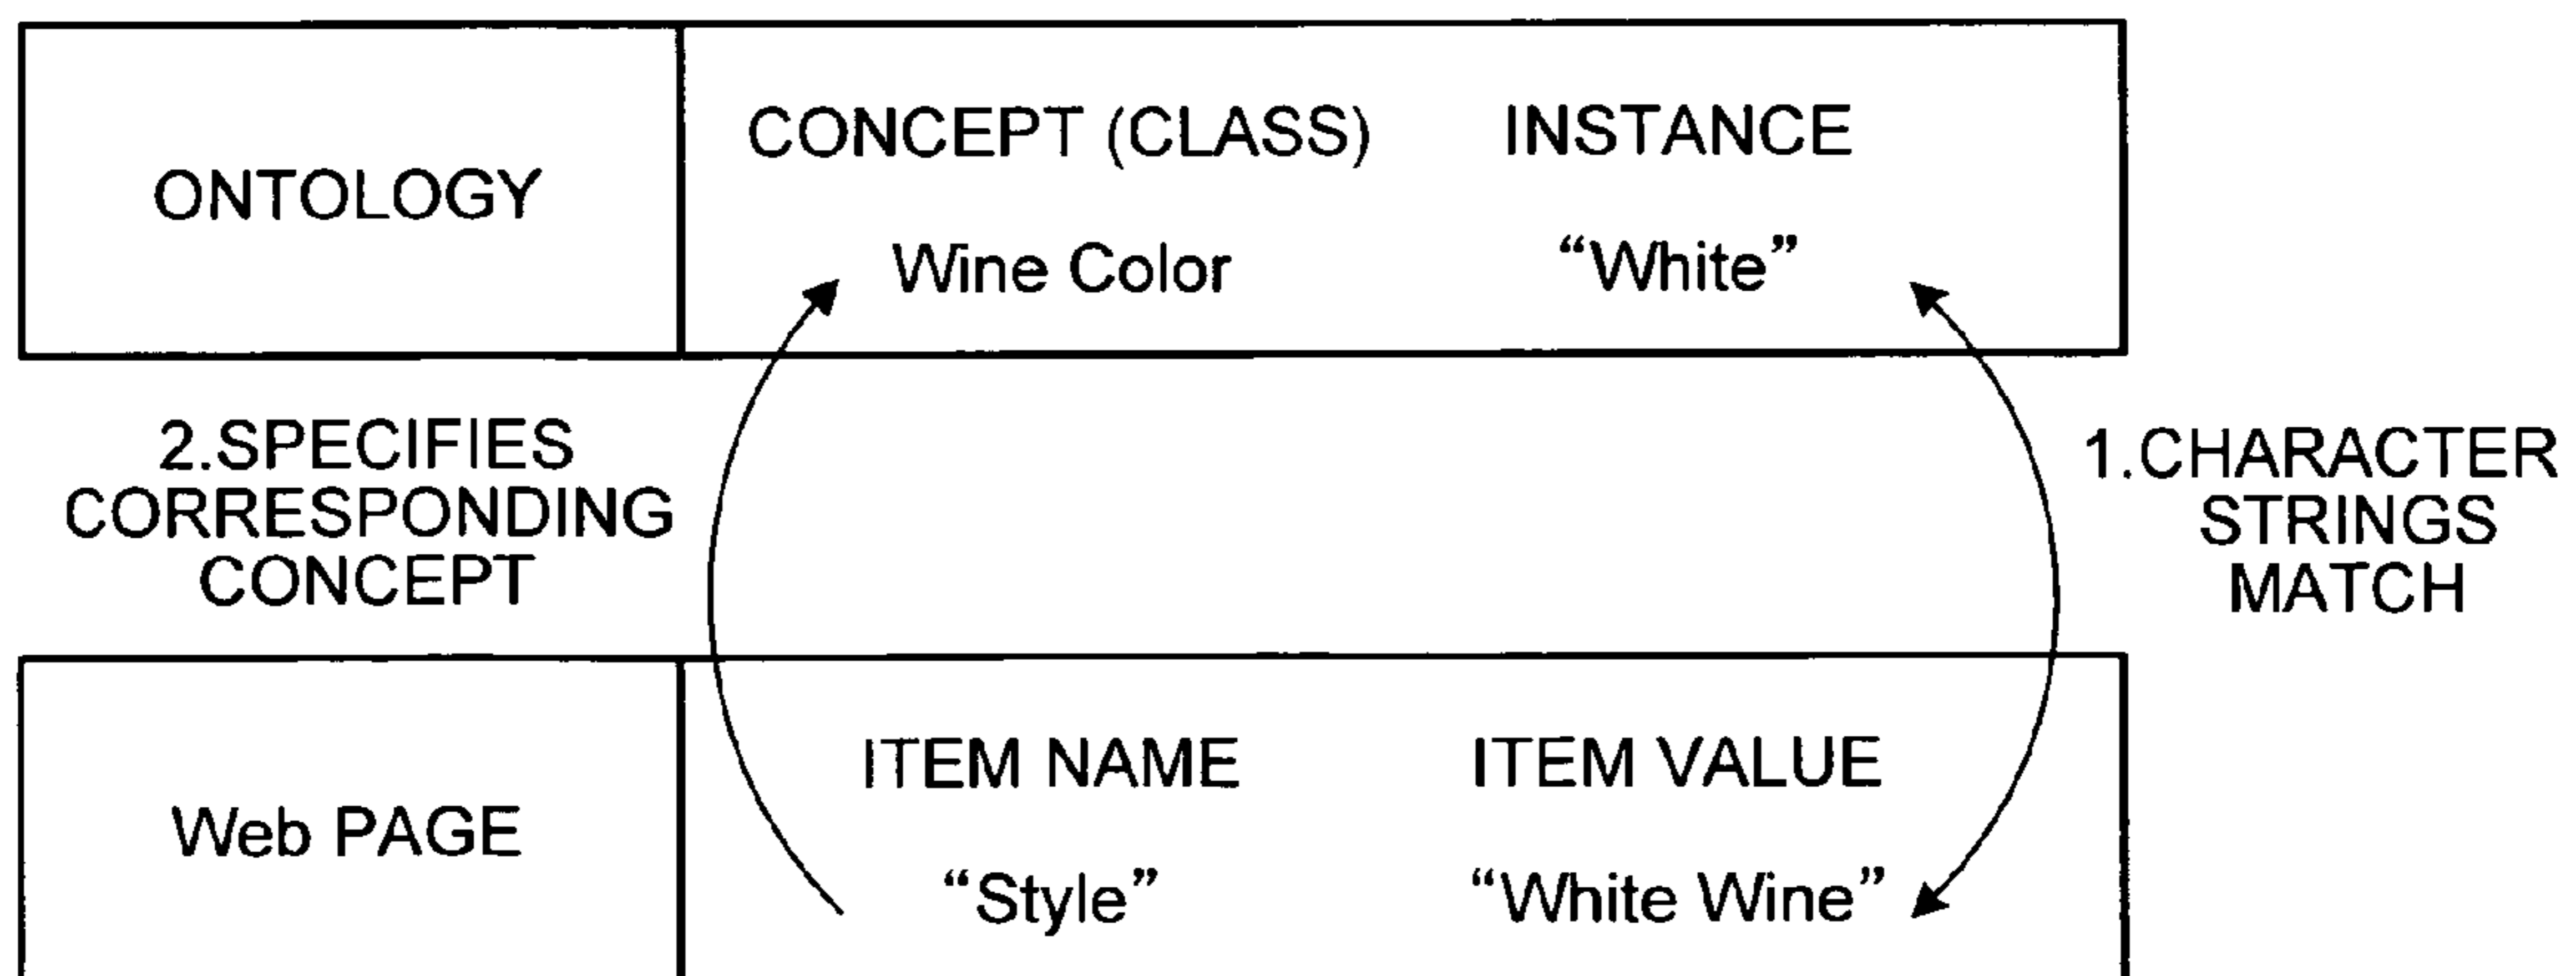 ONTOLOGY
CONCEPT (CLASS) INSTANCE
Wine Color “White”
2.SPECIFIES
CORRESPONDING
CONCEPT
1.CHARACTER
STRINGS
MATCH
Web PAGE
ITEM NAME ITEM VALUE
“Style” “White Wine”